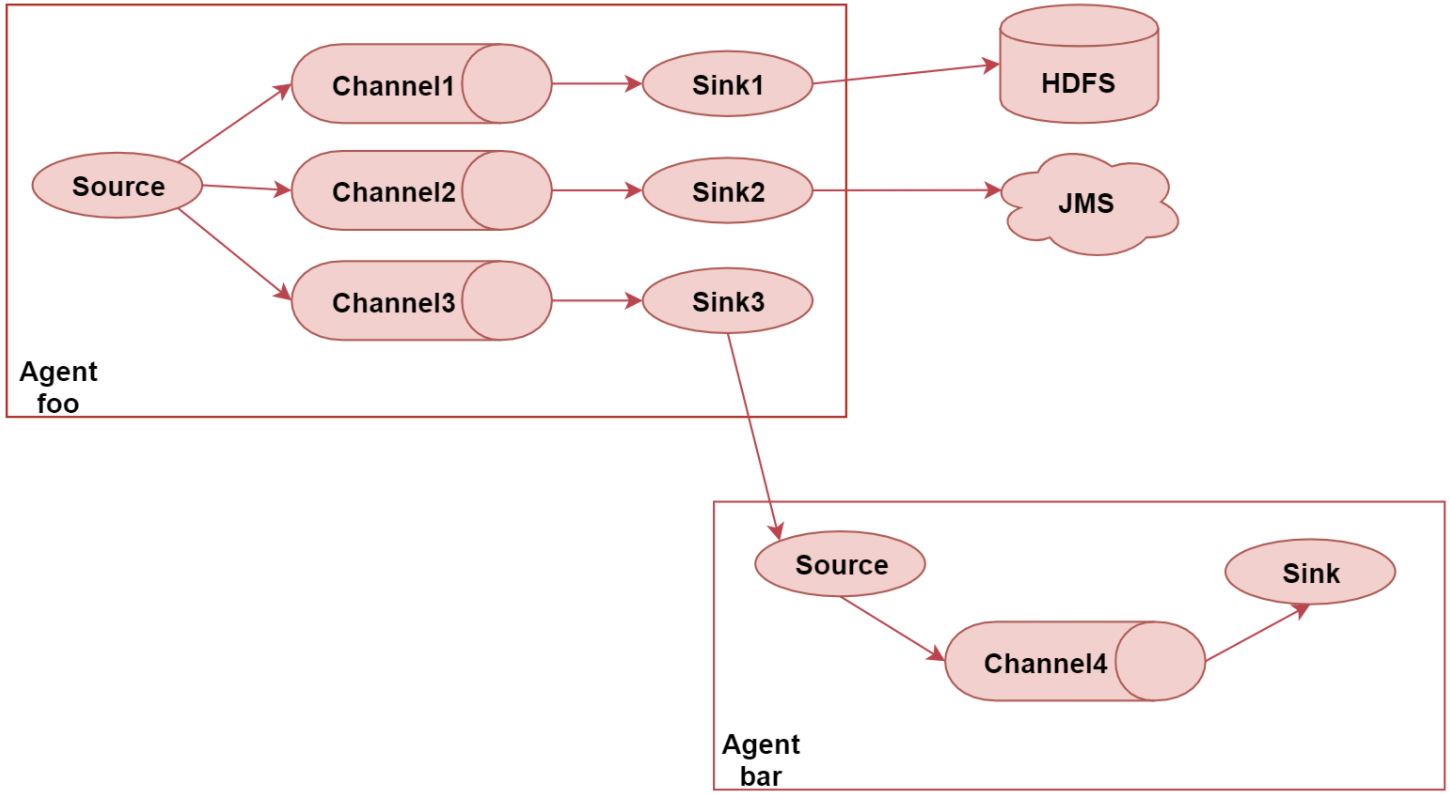 Channel1
Sink1
HDFS
Source
Channel2
Sink2
JMS
Channel3
Sink3
Agent
foo
Source
Sink
Channel4
Agent
bar